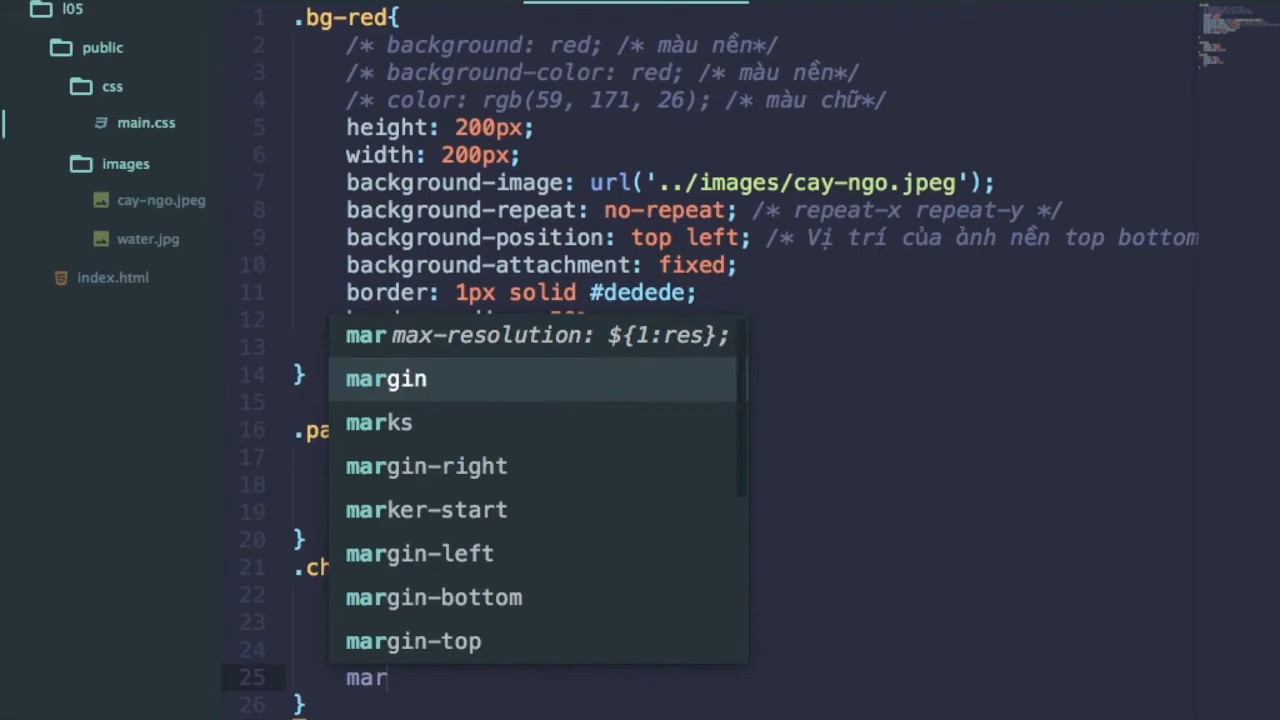 l05
public
css
main.css
images
cay-ngo.jpeg
water.jpg
index.html
1 .bg-red{
2 /* background: red; /* màu nền*/
3 /* background-color: red; /* màu nền*/
4 /* color: rgb(59, 171, 26); /* màu chữ*/
5 height: 200px;
6 width: 200px;
7 background-image: url('../images/cay-ngo.jpeg');
8 background-repeat: no-repeat; /* repeat-x repeat-y */
9 background-position: top left; /* Vị trí của ảnh nền top bottom
10 background-attachment: fixed;
11 border: 1px solid #dedede;
12
13
14 }
15
16 .pa
17
18
19
20 }
21 .ch
22
23
24
25 mar
26 }
mar max-resolution: ${1:res};
margin
marks
margin-right
marker-start
margin-left
margin-bottom
margin-top